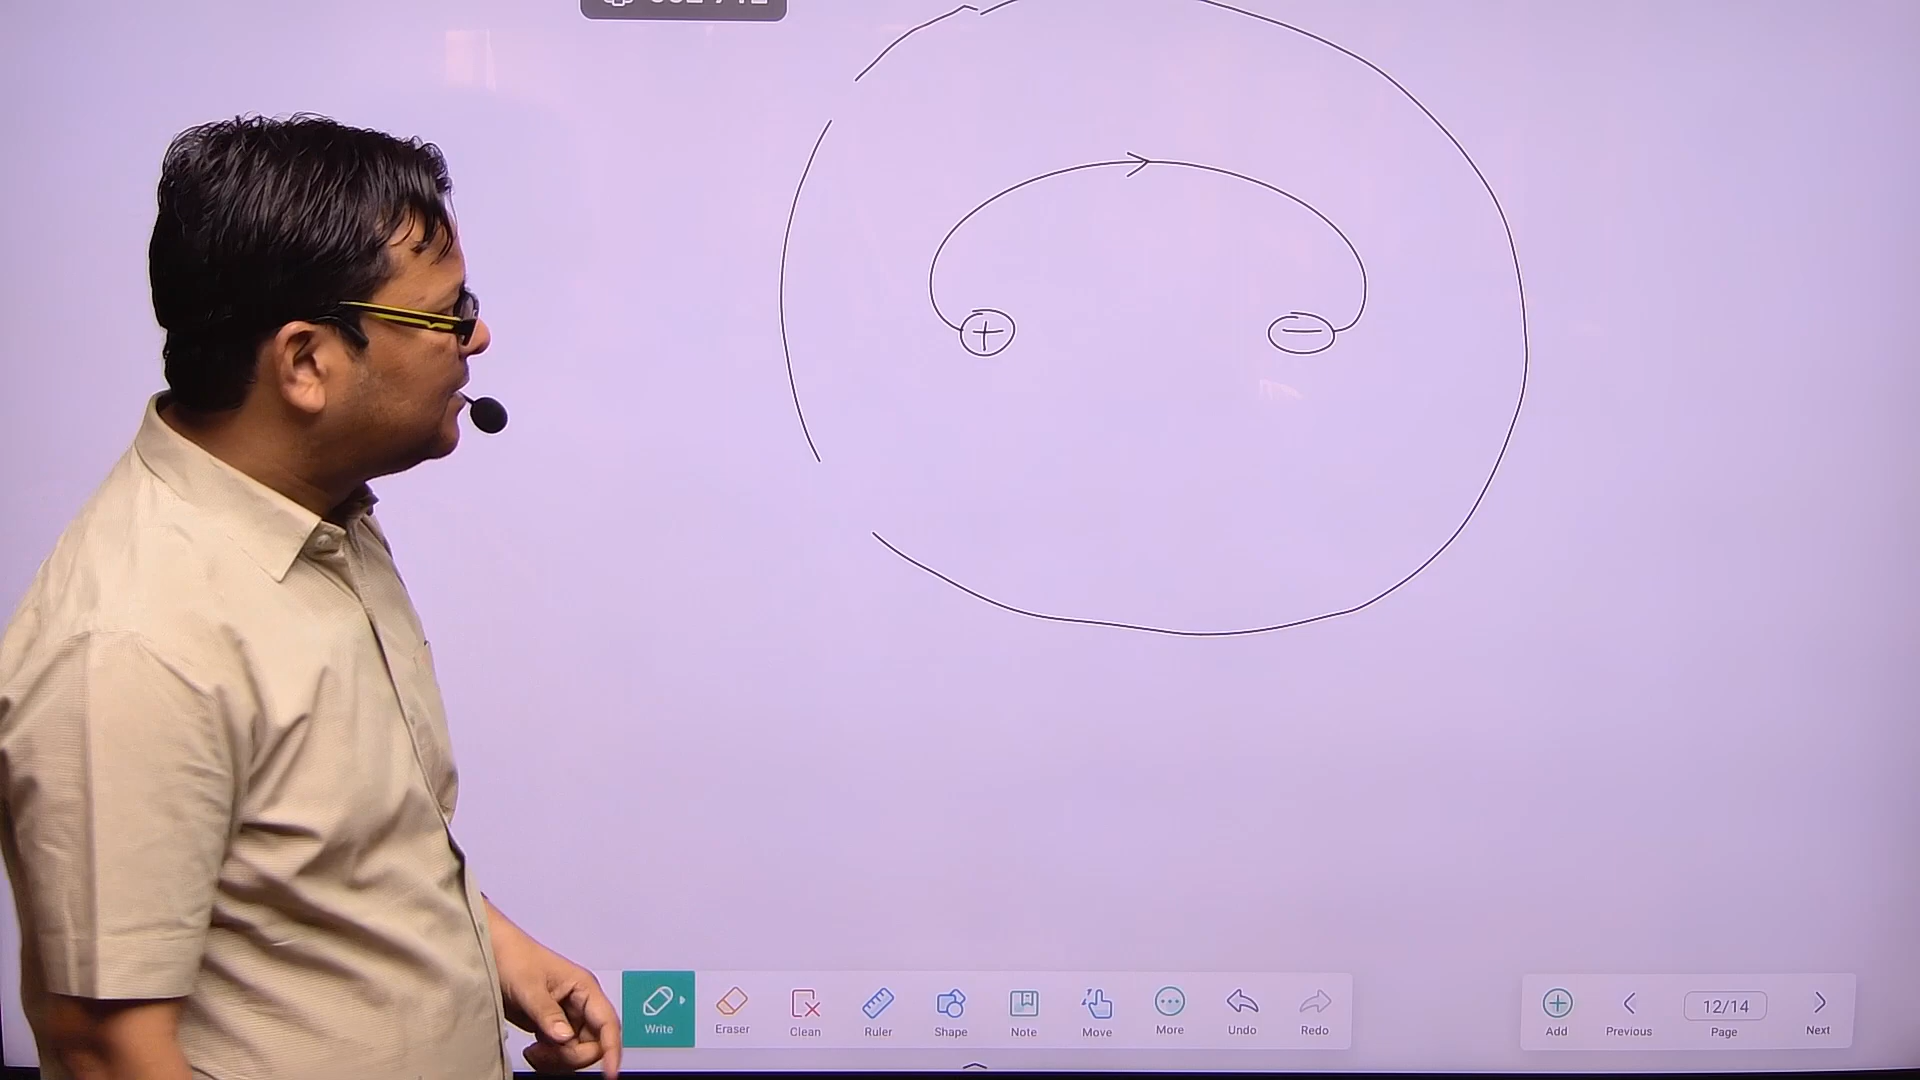 + −
Write Eraser Clean Ruler Shape Note Move More Undo Redo
Add Previous 12/14 Page Next